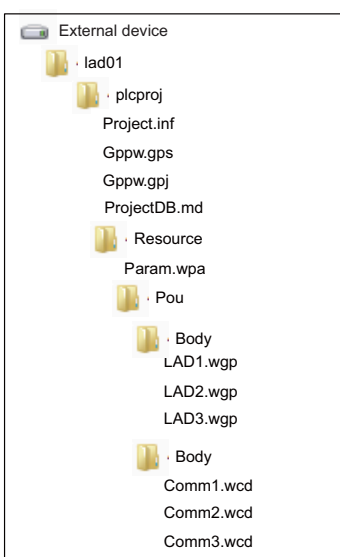 External device
lad01
plcproj
Project.inf
Gppw.gps
Gppw.gpj
ProjectDB.md
Resource
Param.wpa
Pou
Body
LAD1.wgp
LAD2.wgp
LAD3.wgp
Body
Comm1.wcd
Comm2.wcd
Comm3.wcd